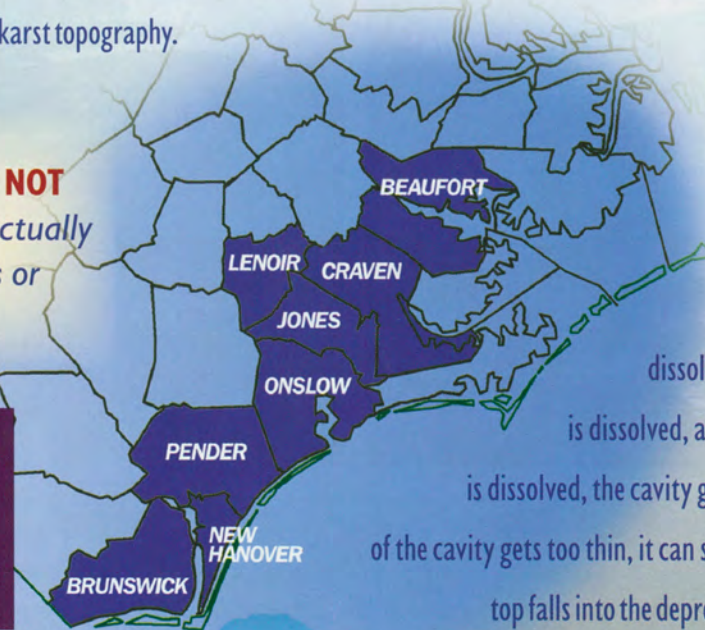 karst topography.
NOT
ctually
s or
BEAUFORT
LENOIR
CRAVEN
JONES
ONSLOW
PENDER
NEW
HANOVER
BRUNSWICK
dissol
is dissolved, a
is dissolved, the cavity g
of the cavity gets too thin, it can s
top falls into the depre